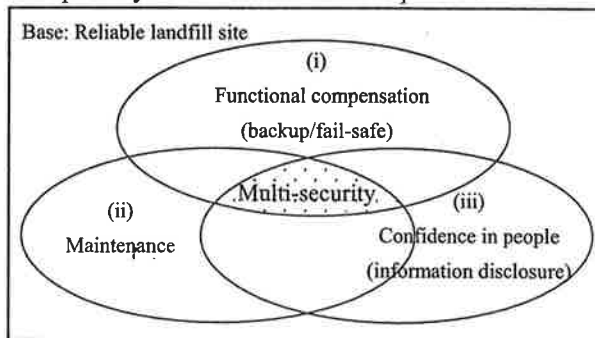 Base: Reliable landfill site
(i)
Functional compensation
(backup/fail-safe)
Multi-security
(ii)
Maintenance
(iii)
Confidence in people
(information disclosure)